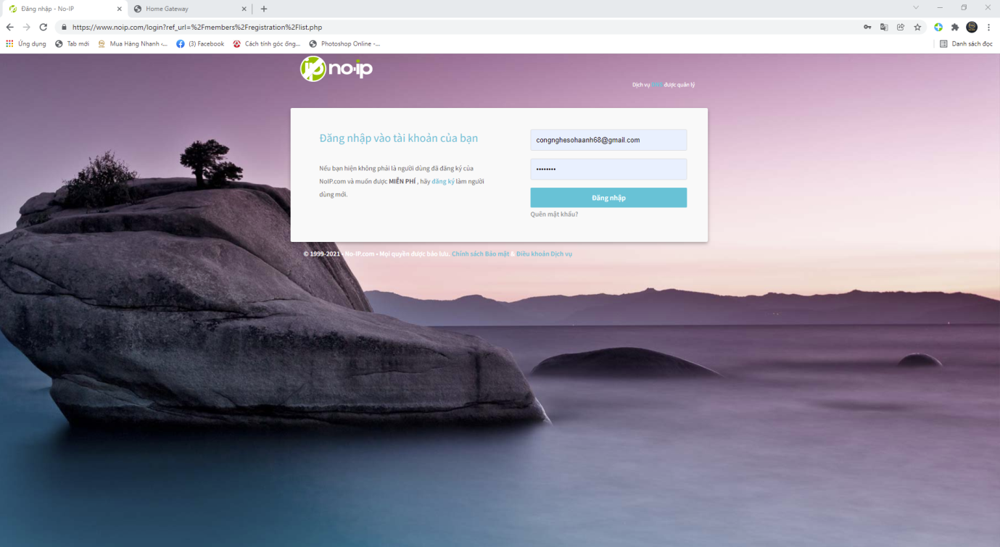 Đăng nhập - No-IP
Home Gateway
https://www.noip.com/login?ref_url=%2Fmembers%2Fregistration%2Flist.php
Ứng dụng
Tab mới
Mua Hàng Nhanh -...
(3) Facebook
Cách tính góc ống...
Photoshop Online -...
Danh sách đọc
no-ip
Dịch vụ DNS được quản lý
Đăng nhập vào tài khoản của bạn
Nếu bạn hiện không phải là người dùng đã đăng ký của
NoIP.com và muốn được MIỄN PHÍ , hãy đăng ký làm người
dùng mới.
congnghesohaanh68@gmail.com
••••••••
Đăng nhập
Quên mật khẩu?
© 1999-2021 • No-IP.com • Mọi quyền được bảo lưu. Chính sách Bảo mật & Điều khoản Dịch vụ